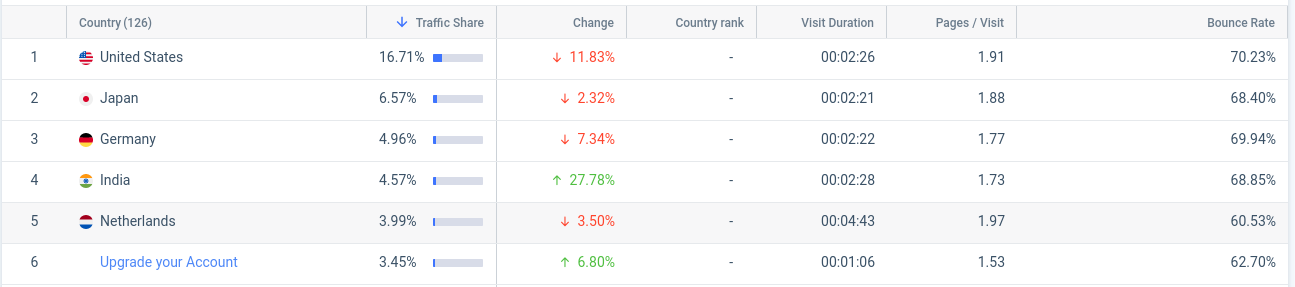 Country (126) Traffic Share Change Country rank Visit Duration Pages / Visit Bounce Rate
1 United States 16.71% ↓ 11.83% - 00:02:26 1.91 70.23%
2 Japan 6.57% ↓ 2.32% - 00:02:21 1.88 68.40%
3 Germany 4.96% ↓ 7.34% - 00:02:22 1.77 69.94%
4 India 4.57% ↑ 27.78% - 00:02:28 1.73 68.85%
5 Netherlands 3.99% ↓ 3.50% - 00:04:43 1.97 60.53%
6 Upgrade your Account 3.45% ↑ 6.80% - 00:01:06 1.53 62.70%